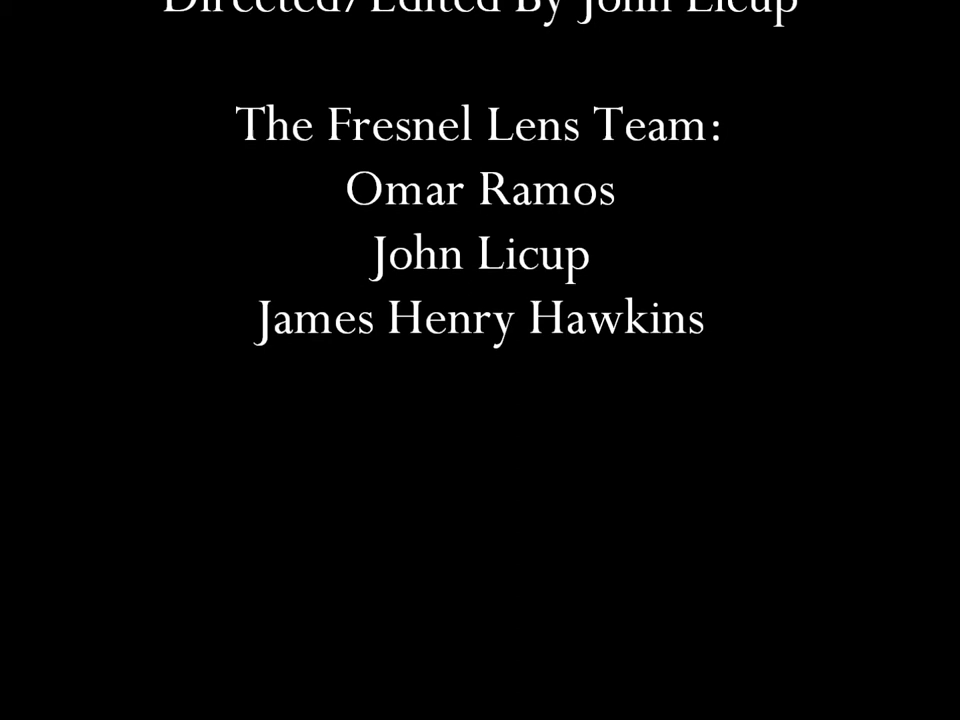 Directed/Edited By John Licup
The Fresnel Lens Team:
Omar Ramos
John Licup
James Henry Hawkins